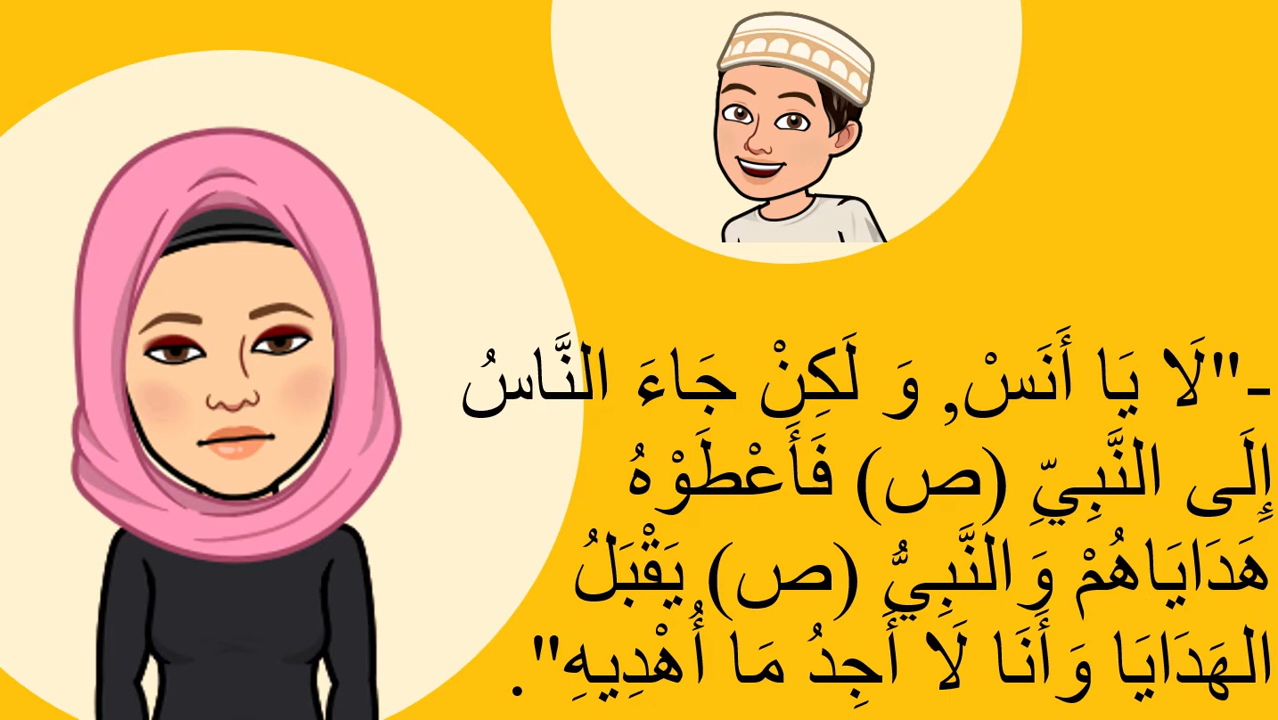 -"لَا يَا أَنَسْ, وَ لَكِنْ جَاءَ النَّاسُ
إِلَى النَّبِيِّ (ص) فَأَعْطَوْهُ
هَدَايَاهُمْ وَالنَّبِيُّ (ص) يَقْبَلُ
الهَدَايَا وَأَنَا لَا أَجِدُ مَا أُهْدِيهِ".